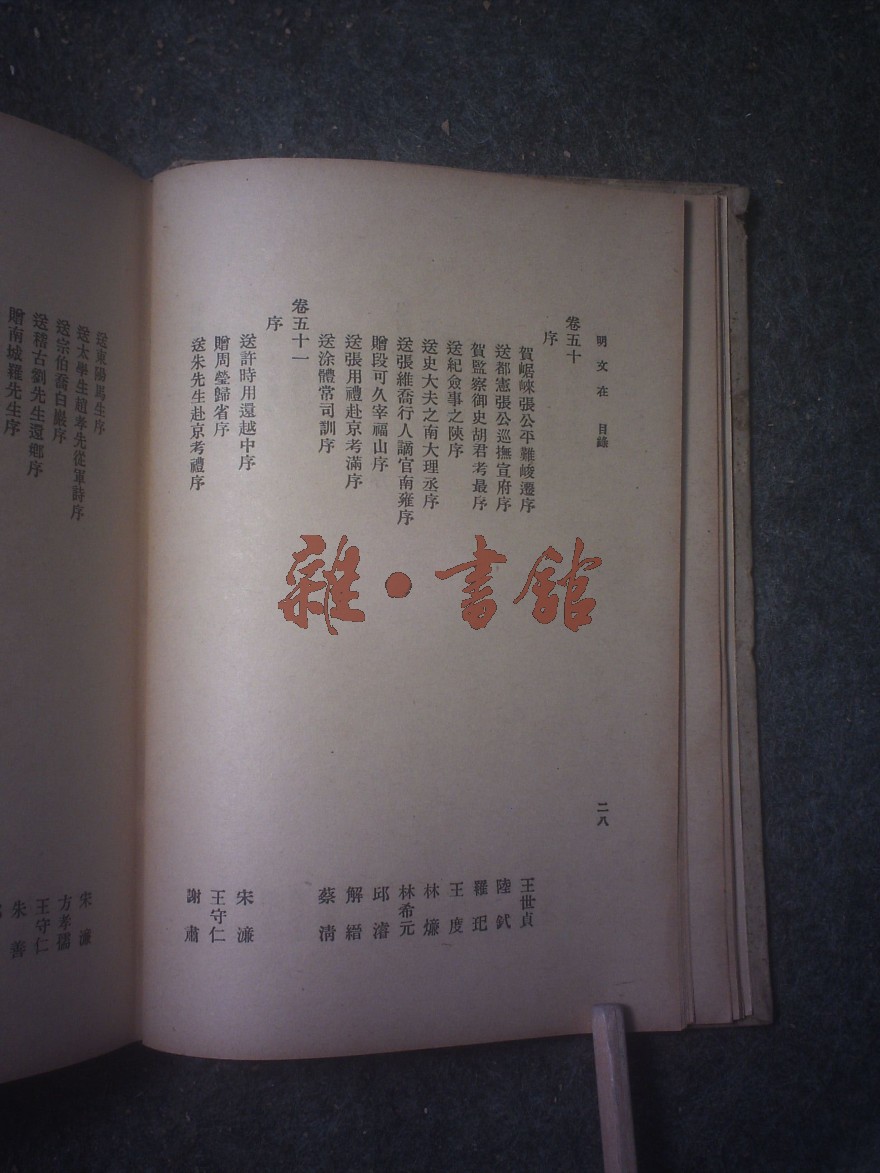 明文在 目錄
二八
卷五十
序
賀崌崍張公平難峻遷序 王世貞
送都憲張公巡撫宣府序 陸釴
賀監察御史胡君考最序 羅玘
送紀僉事之陝序 王度
送史大夫之南大理丞序 林㷆
送張維喬行人謫官南雍序 林希元
贈段可久宰福山序 邱濬
送張用禮赴京考滿序 解縉
送涂體常司訓序 蔡清
卷五十一
序
送許時用還越中序 宋濂
贈周瑩歸省序 王守仁
送朱先生赴京考禮序 謝肅
送東陽馬生序 宋濂
送太學生趙孝先從軍詩序 方孝孺
送宗伯喬白巖序 王守仁
送稽古劉先生還鄉序 朱善
贈南城羅先生序
雜·書館